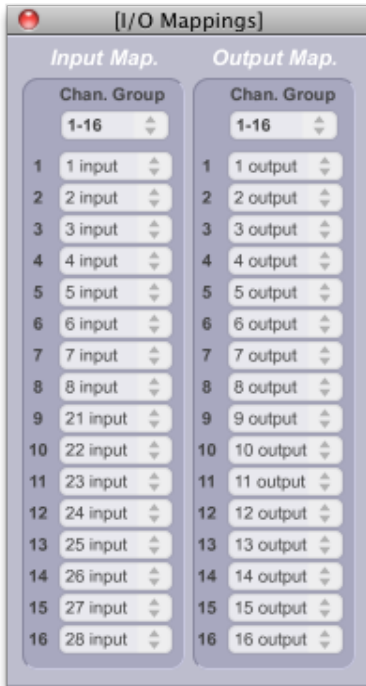 [I/O Mappings]
Input Map. Output Map.
Chan. Group Chan. Group
1-16 1-16
1 1 input 1 1 output
2 2 input 2 2 output
3 3 input 3 3 output
4 4 input 4 4 output
5 5 input 5 5 output
6 6 input 6 6 output
7 7 input 7 7 output
8 8 input 8 8 output
9 21 input 9 9 output
10 22 input 10 10 output
11 23 input 11 11 output
12 24 input 12 12 output
13 25 input 13 13 output
14 26 input 14 14 output
15 27 input 15 15 output
16 28 input 16 16 output